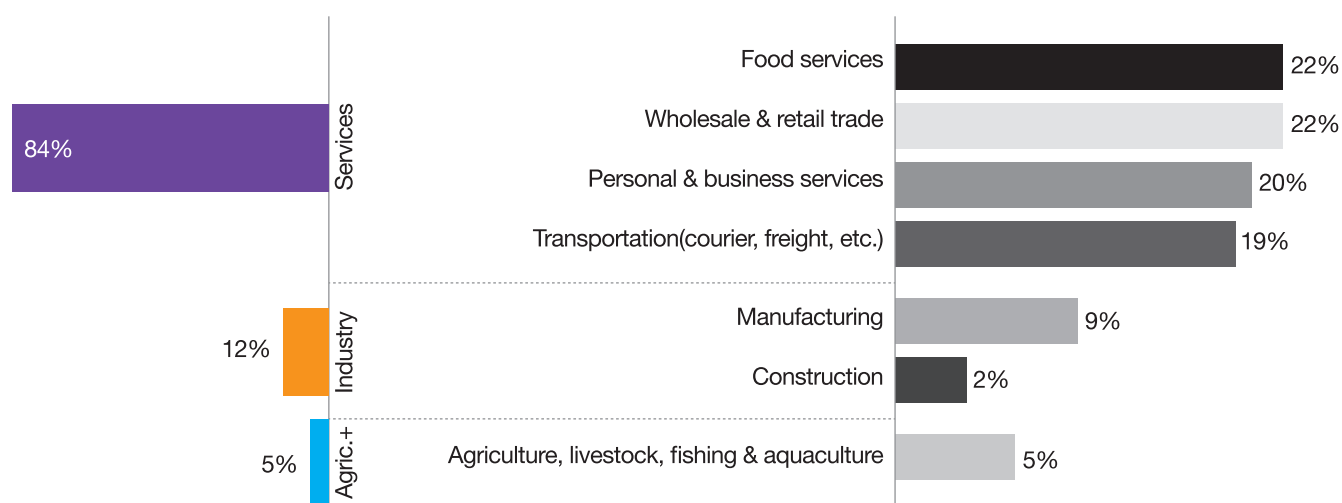 Food services
22%
Wholesale & retail trade
22%
84%
Services
Personal & business services
20%
Transportation(courier, freight, etc.)
19%
12%
Industry
Manufacturing
9%
Construction
2%
5%
Agric.+
Agriculture, livestock, fishing & aquaculture
5%